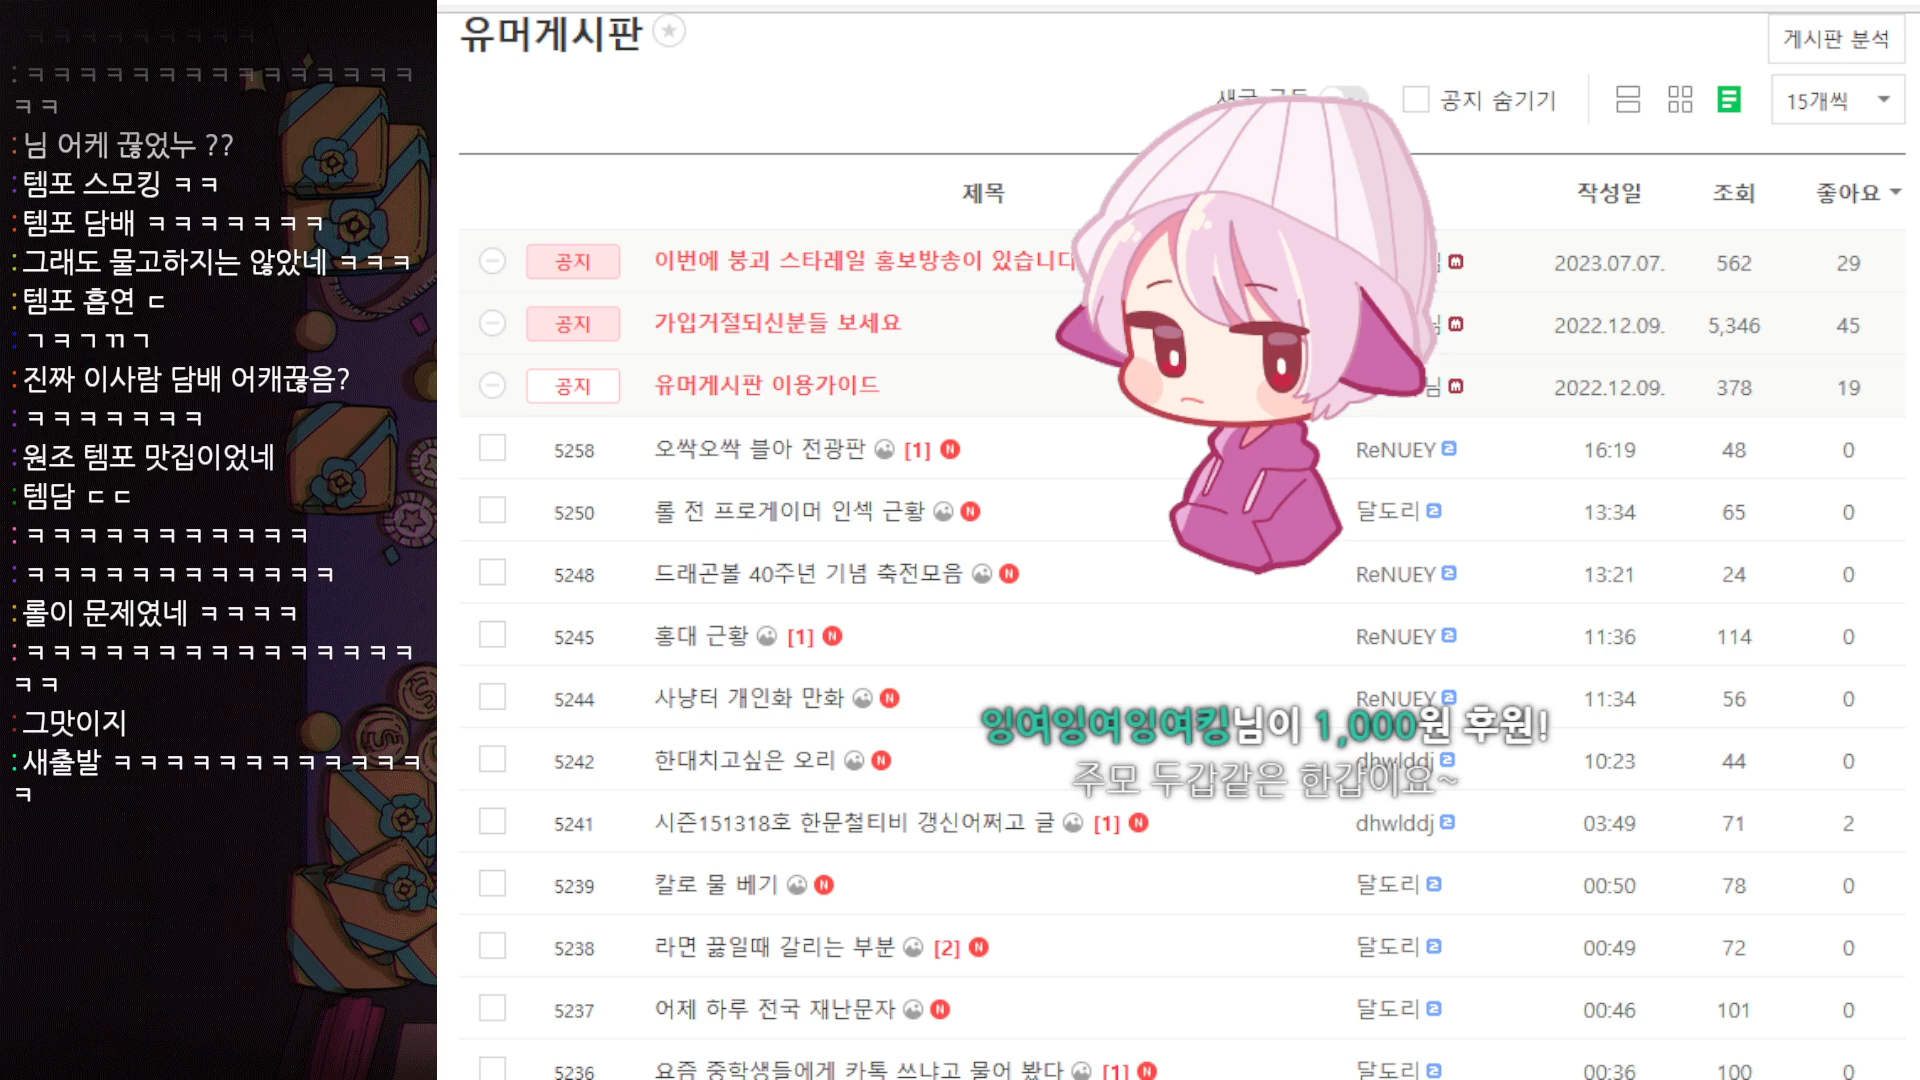 ㅋㅋㅋㅋㅋㅋㅋㅋㅋ
:ㅋㅋㅋㅋㅋㅋㅋㅋㅋㅋㅋㅋㅋㅋㅋ
ㅋㅋ
:님 어케 끊었누 ??
:템포 스모킹 ㅋㅋ
:템포 담배 ㅋㅋㅋㅋㅋㅋㅋ
:그래도 물고하지는 않았네 ㅋㅋㅋ
:템포 흡연 ㄷ
:ㄱㅋㄱㄲㄱ
:진짜 이사람 담배 어캐끊음?
:ㅋㅋㅋㅋㅋㅋㅋ
:원조 템포 맛집이었네
:템담 ㄷㄷ
:ㅋㅋㅋㅋㅋㅋㅋㅋㅋㅋㅋ
:ㅋㅋㅋㅋㅋㅋㅋㅋㅋㅋㅋㅋ
:롤이 문제였네 ㅋㅋㅋㅋ
:ㅋㅋㅋㅋㅋㅋㅋㅋㅋㅋㅋㅋㅋㅋㅋ
ㅋㅋ
:그맛이지
:새출발 ㅋㅋㅋㅋㅋㅋㅋㅋㅋㅋㅋㅋ
ㅋ
유머게시판
게시판 분석
공지 숨기기
15개씩
제목 작성일 조회 좋아요
공지 이번에 붕괴 스타레일 홍보방송이 있습니다 2023.07.07. 562 29
공지 가입거절되신분들 보세요 님 2022.12.09. 5,346 45
공지 유머게시판 이용가이드 님 2022.12.09. 378 19
5258 오싹오싹 블아 전광판 [1] N ReNUEY 16:19 48 0
5250 롤 전 프로게이머 인섹 근황 N 달도리 13:34 65 0
5248 드래곤볼 40주년 기념 축전모음 N ReNUEY 13:21 24 0
5245 홍대 근황 [1] N ReNUEY 11:36 114 0
5244 사냥터 개인화 만화 N ReNUEY 11:34 56 0
잉여잉여잉여킹님이 1,000원 후원!
5242 한대치고싶은 오리 N dhwlddj 10:23 44 0
주모 두갑같은 한갑이요~
5241 시즌151318호 한문철티비 갱신어쩌고 글 [1] N dhwlddj 03:49 71 2
5239 칼로 물 베기 N 달도리 00:50 78 0
5238 라면 끓일때 갈리는 부분 [2] N 달도리 00:49 72 0
5237 어제 하루 전국 재난문자 N 달도리 00:46 101 0
5236 요즘 중학생들에게 카톡 쓰냐고 물어 봤다 [1] N 달도리 00:36 100 0